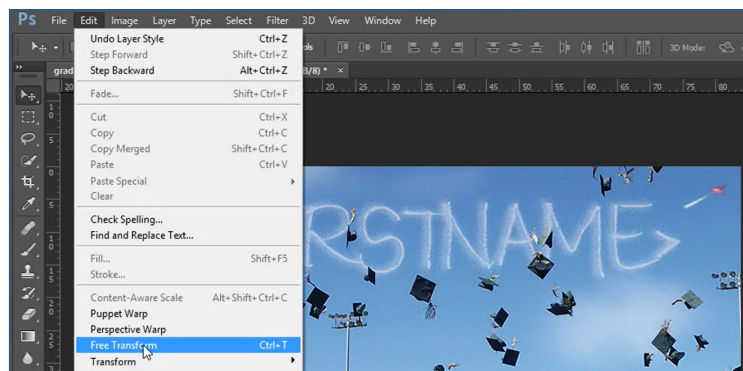 Ps File Edit Image Layer Type Select Filter 3D View Window Help
Undo Layer Style Ctrl+Z
Step Forward Shift+Ctrl+Z
Step Backward Alt+Ctrl+Z
3D Mode:
grad
/8) * ×
20 20 25 30 35 40 45 50 55 60 65 70 75 80
Fade... Shift+Ctrl+F
Cut Ctrl+X
Copy Ctrl+C
Copy Merged Shift+Ctrl+C
Paste Ctrl+V
Paste Special
Clear
Check Spelling...
Find and Replace Text...
Fill... Shift+F5
Stroke...
Content-Aware Scale Alt+Shift+Ctrl+C
Puppet Warp
Perspective Warp
Free Transform Ctrl+T
Transform
RSTNAME